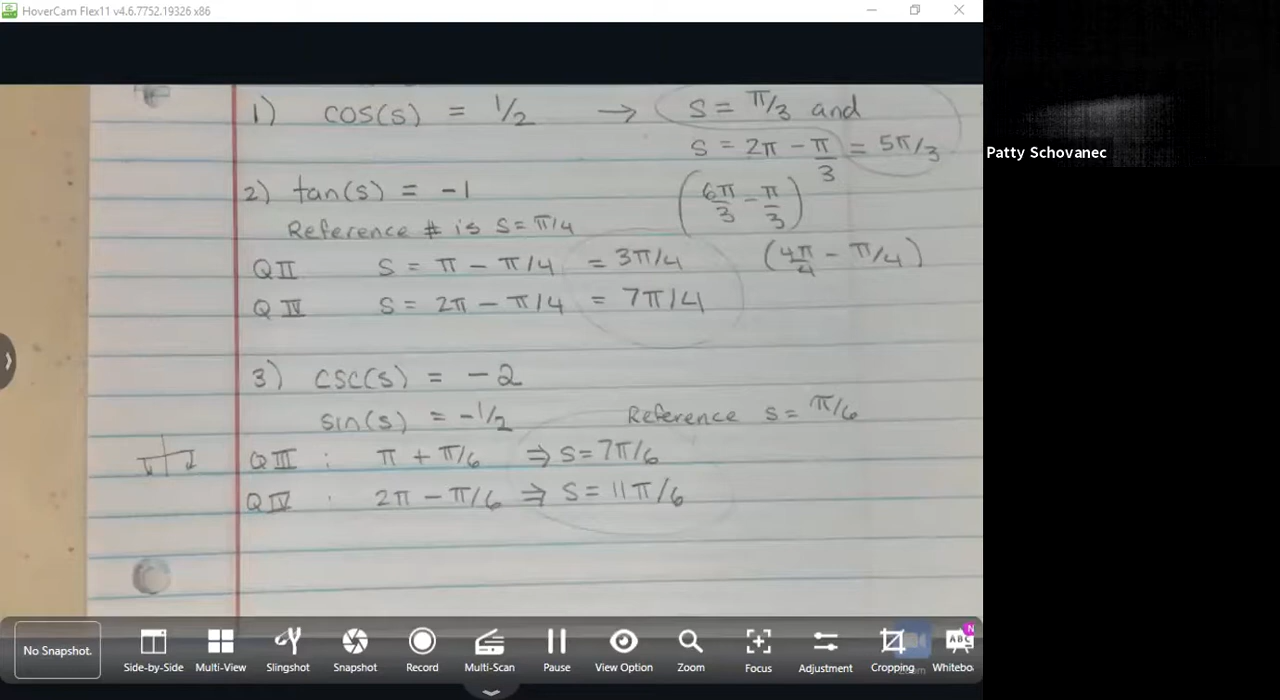 HoverCam Flex11 v4.6.7752.19326 x86
1) cos(s) = 1/2 → s = π/3 and
s = 2π - π/3 = 5π/3
2) tan(s) = -1 (6π/3 - π/3)
Reference # is s = π/4
QII s = π - π/4 = 3π/4 (4π/4 - π/4)
QIV s = 2π - π/4 = 7π/4
3) csc(s) = -2
sin(s) = -1/2 Reference s = π/6
QIII : π + π/6 ⇒ s = 7π/6
QIV : 2π - π/6 ⇒ s = 11π/6
Patty Schovanec
No Snapshot.
Side-by-Side Multi-View Slingshot Snapshot Record Multi-Scan Pause View Option Zoom Focus Adjustment Cropping Whitebo
ABC N